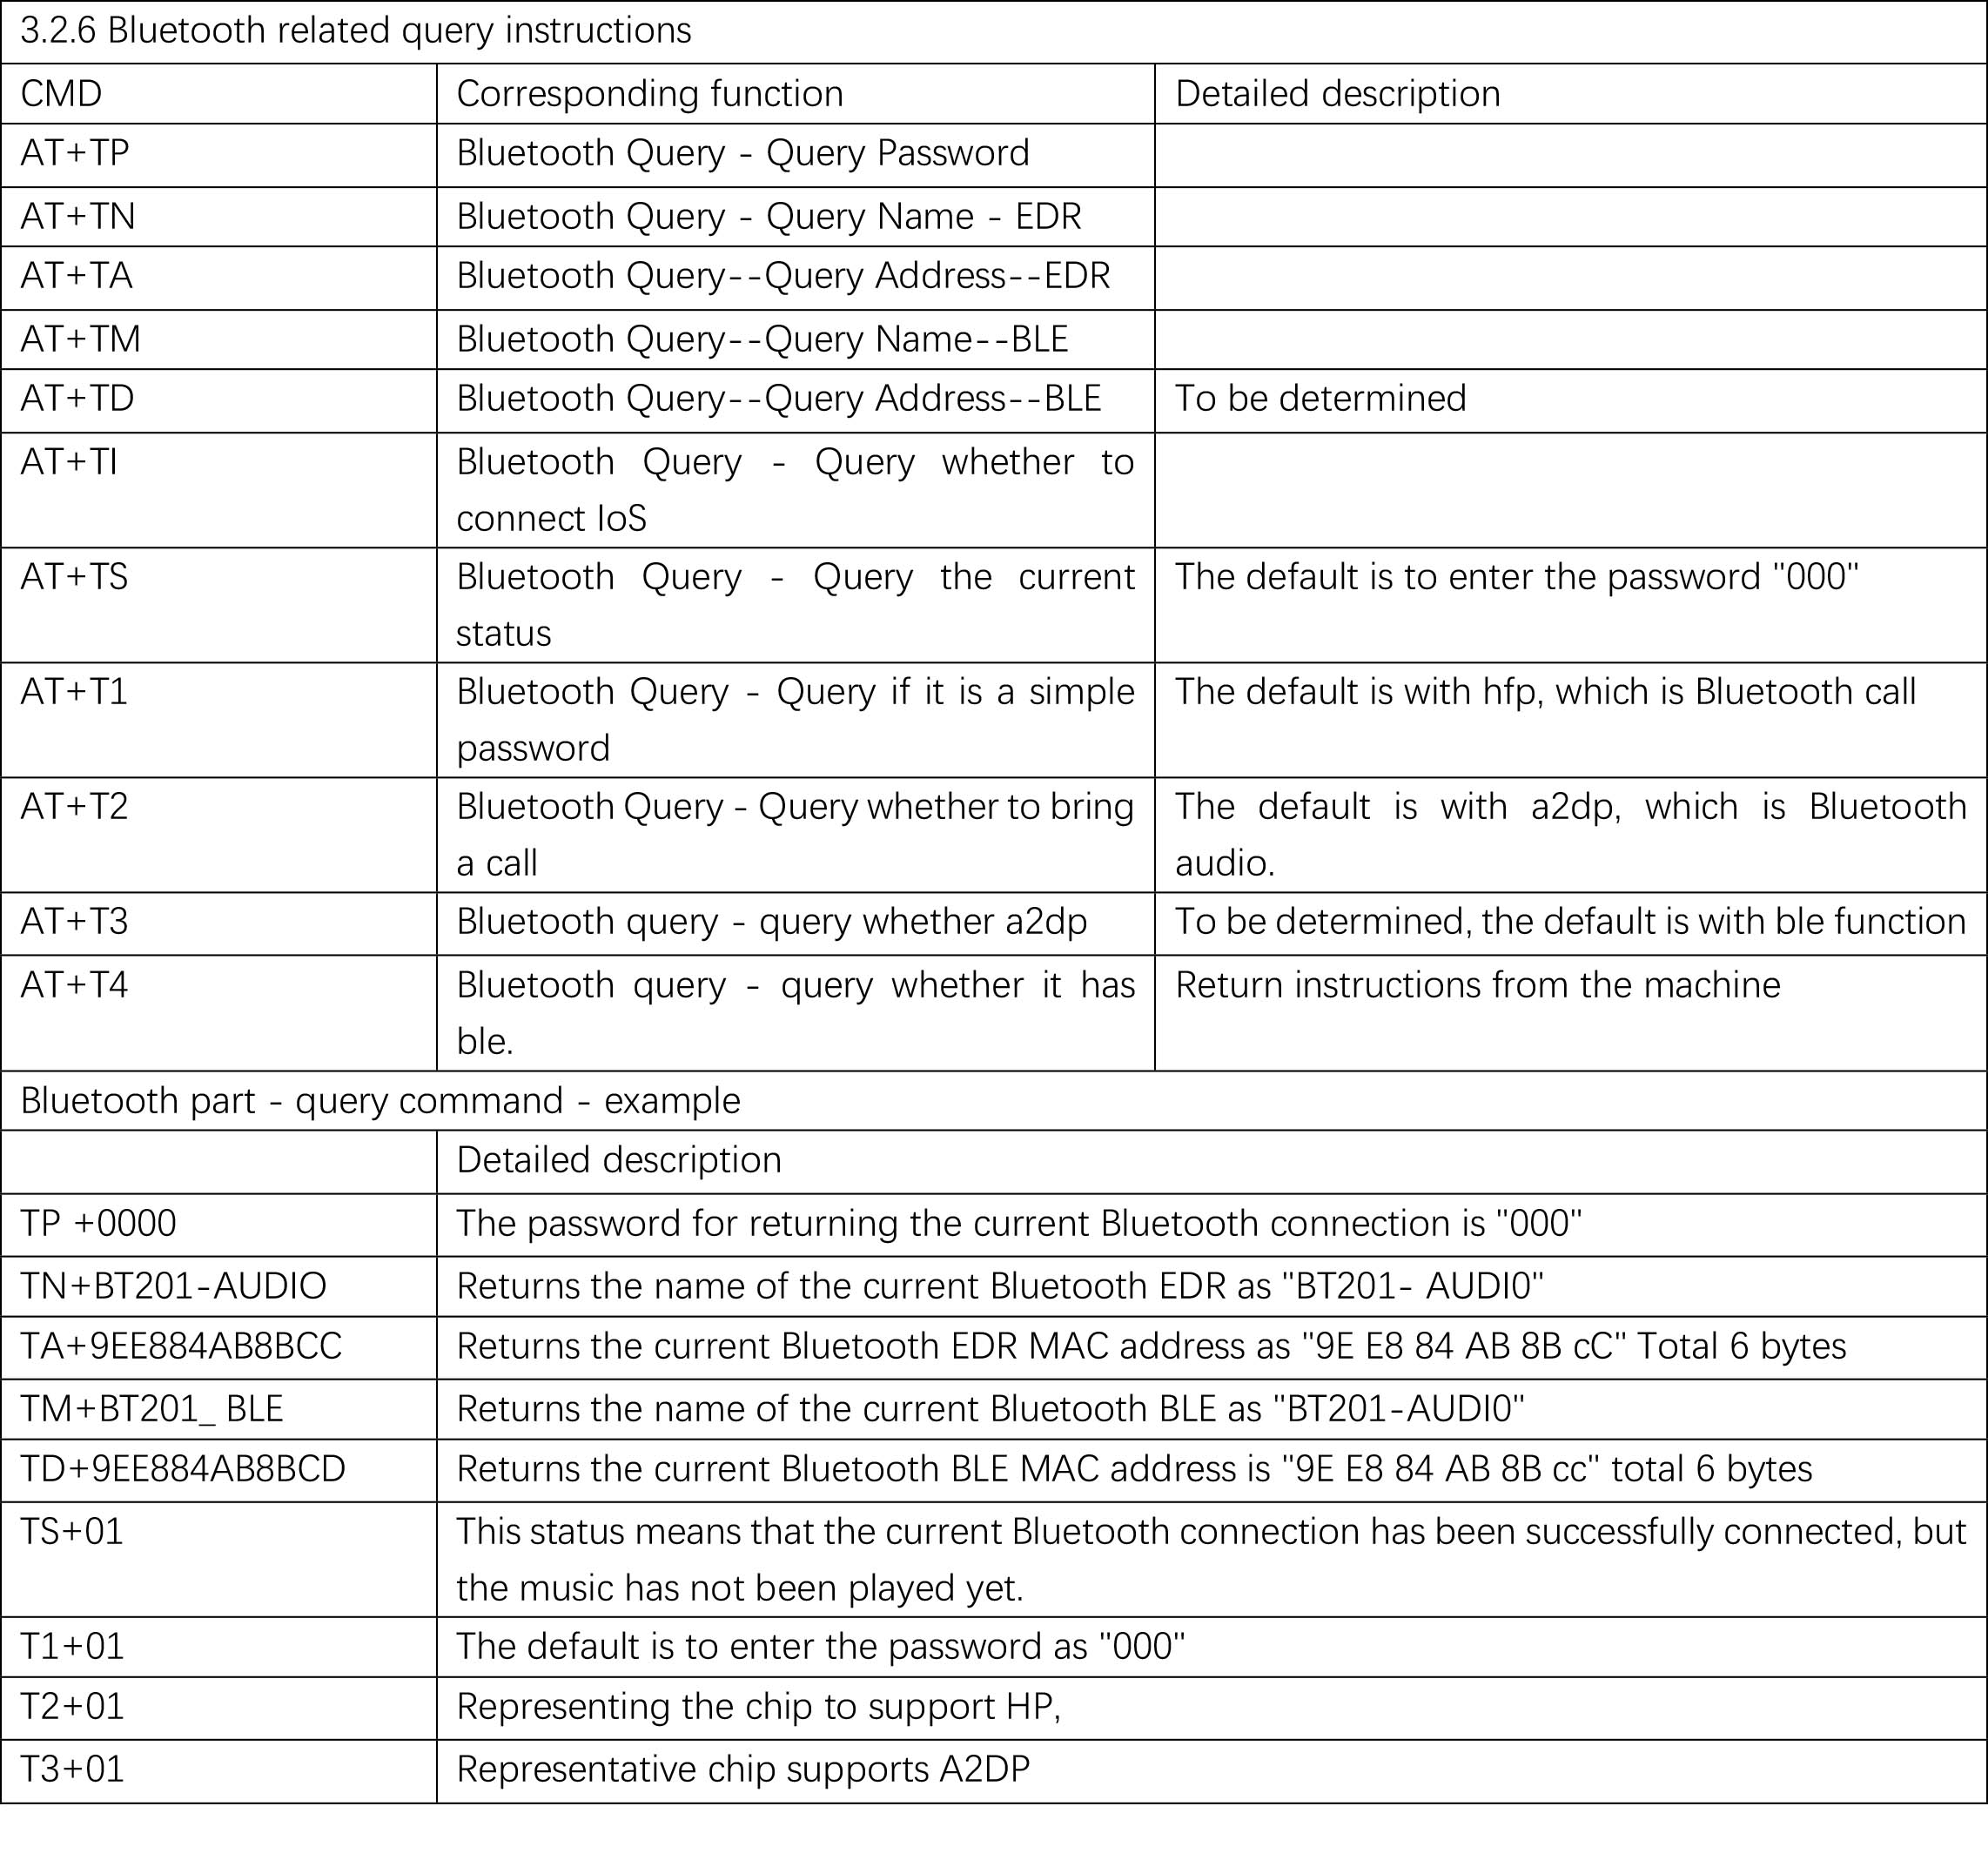 3.2.6 Bluetooth related query instructions
CMD Corresponding function Detailed description
AT+TP Bluetooth Query - Query Password
AT+TN Bluetooth Query - Query Name - EDR
AT+TA Bluetooth Query--Query Address--EDR
AT+TM Bluetooth Query--Query Name--BLE
AT+TD Bluetooth Query--Query Address--BLE To be determined
AT+TI Bluetooth Query - Query whether to
connect IoS
AT+TS Bluetooth Query - Query the current The default is to enter the password "000"
status
AT+T1 Bluetooth Query - Query if it is a simple The default is with hfp, which is Bluetooth call
password
AT+T2 Bluetooth Query - Query whether to bring The default is with a2dp, which is Bluetooth
a call audio.
AT+T3 Bluetooth query - query whether a2dp To be determined, the default is with ble function
AT+T4 Bluetooth query - query whether it has Return instructions from the machine
ble.
Bluetooth part - query command - example
Detailed description
TP +0000 The password for returning the current Bluetooth connection is "000"
TN+BT201-AUDIO Returns the name of the current Bluetooth EDR as "BT201- AUDI0"
TA+9EE884AB8BCC Returns the current Bluetooth EDR MAC address as "9E E8 84 AB 8B cC" Total 6 bytes
TM+BT201_ BLE Returns the name of the current Bluetooth BLE as "BT201-AUDI0"
TD+9EE884AB8BCD Returns the current Bluetooth BLE MAC address is "9E E8 84 AB 8B cc" total 6 bytes
TS+01 This status means that the current Bluetooth connection has been successfully connected, but
the music has not been played yet.
T1+01 The default is to enter the password as "000"
T2+01 Representing the chip to support HP,
T3+01 Representative chip supports A2DP